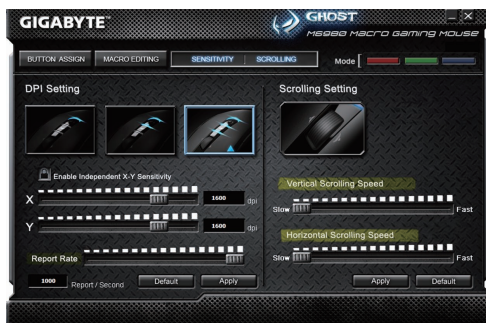 GIGABYTE™
GHOST
M6980 Macro Gaming Mouse
BUTTON ASSIGN
MACRO EDITING
SENSITIVITY
SCROLLING
Mode
DPI Setting
Scrolling Setting
Enable Independent X-Y Sensitivity
X
1600
dpi
Y
1600
dpi
Report Rate
1000
Report / Second
Default
Apply
Vertical Scrolling Speed
Slow
Fast
Horizontal Scrolling Speed
Slow
Fast
Apply
Default